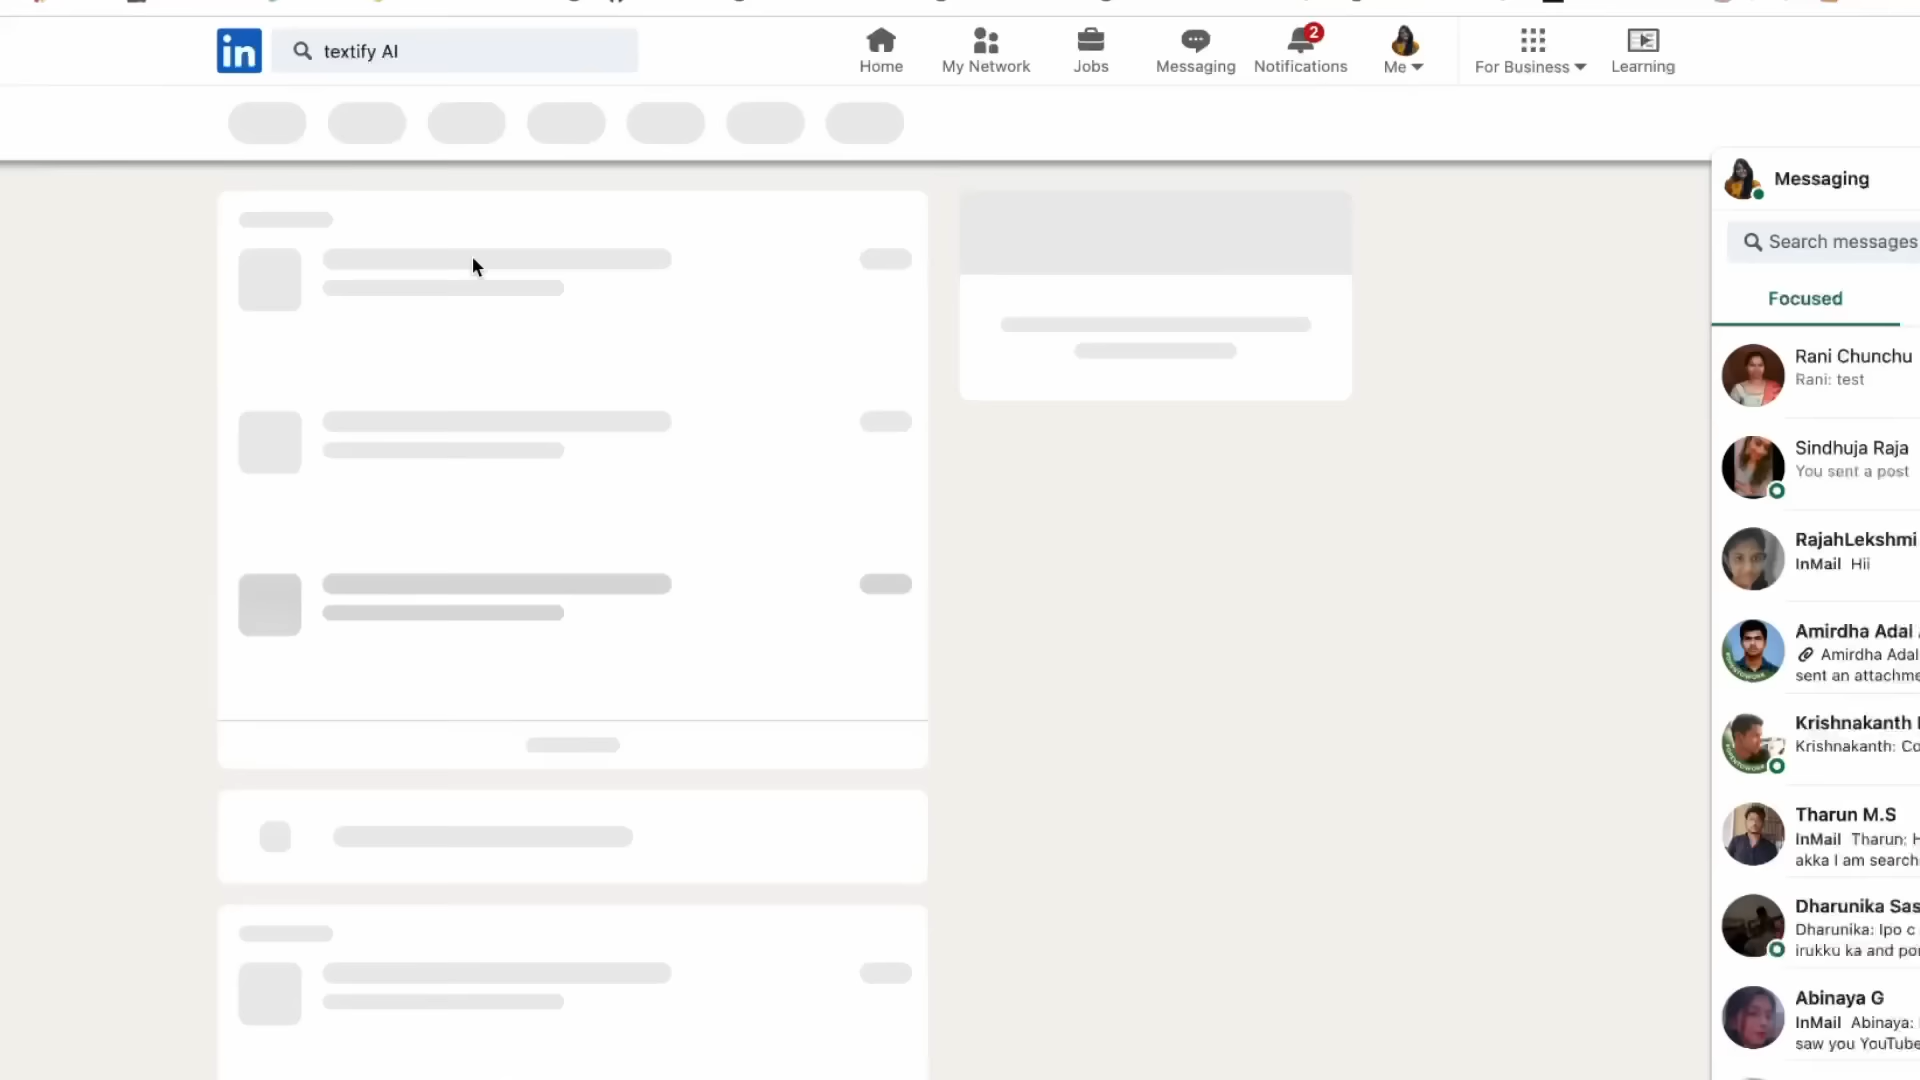 in
textify AI
Home
My Network
Jobs
Messaging
2
Notifications
Me
For Business
Learning
Messaging
Search messages
Focused
Rani Chunchu
Rani: test
Sindhuja Raja
You sent a post
RajahLekshmi
InMail Hii
Amirdha Adal
Amirdha Adal
sent an attachme
Krishnakanth
Krishnakanth: Co
Tharun M.S
InMail Tharun: H
akka I am search
Dharunika Sas
Dharunika: Ipo c
irukku ka and po
Abinaya G
InMail Abinaya:
saw you YouTube